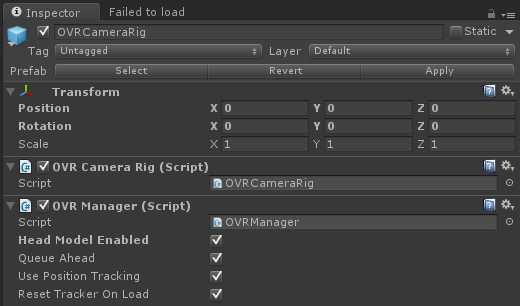 Inspector Failed to load
OVRCameraRig Static
Tag Untagged Layer Default
Prefab Select Revert Apply
Transform
Position X 0 Y 0 Z 0
Rotation X 0 Y 0 Z 0
Scale X 1 Y 1 Z 1
OVR Camera Rig (Script)
Script OVRCameraRig
OVR Manager (Script)
Script OVRManager
Head Model Enabled
Queue Ahead
Use Position Tracking
Reset Tracker On Load